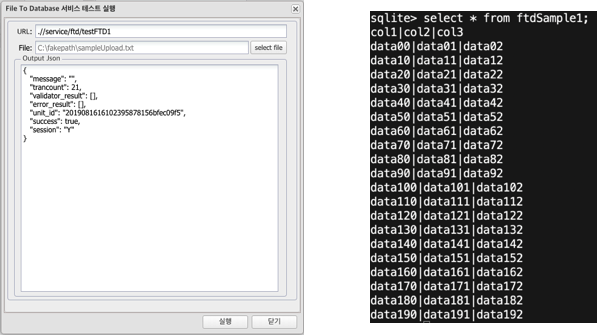 File To Database 서비스 테스트 실행
URL: .//service/ftd/testFTD1
File: C:\fakepath\sampleUpload.txt select file
Output Json
{
"message": "",
"trancount": 21,
"validator_result": [],
"error_result": [],
"unit_id": "2019081616102395878156bfec09f5",
"success": true,
"session": "Y"
}
실행 닫기
sqlite> select * from ftdSample1;
col1|col2|col3
data00|data01|data02
data10|data11|data12
data20|data21|data22
data30|data31|data32
data40|data41|data42
data50|data51|data52
data60|data61|data62
data70|data71|data72
data80|data81|data82
data90|data91|data92
data100|data101|data102
data110|data111|data112
data120|data121|data122
data130|data131|data132
data140|data141|data142
data150|data151|data152
data160|data161|data162
data170|data171|data172
data180|data181|data182
data190|data191|data192